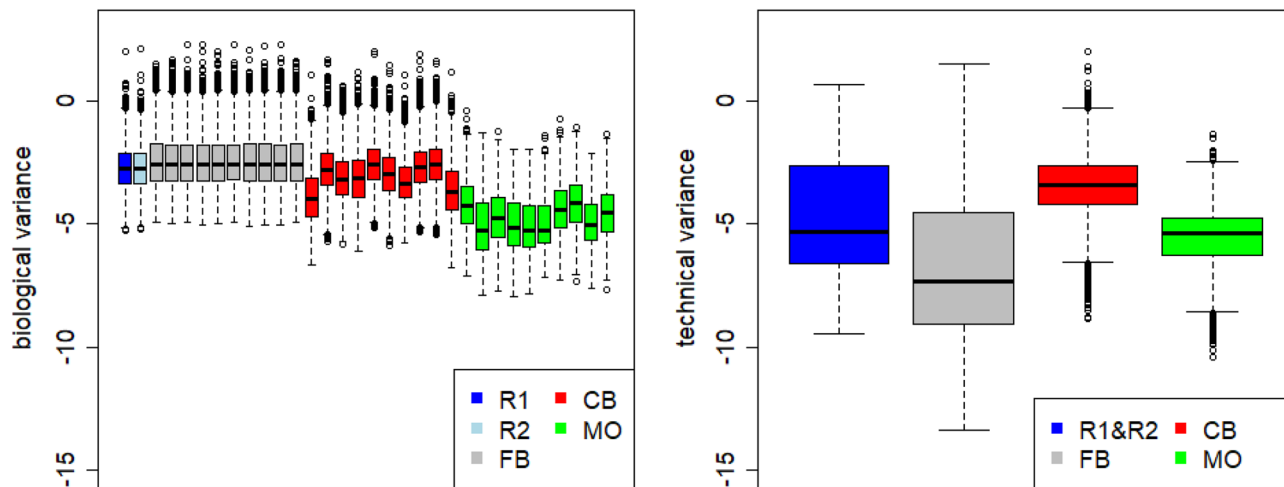 biological variance
0
-5
-10
-15
R1 CB
R2 MO
FB
technical variance
0
-5
-10
-15
R1&R2 CB
FB MO